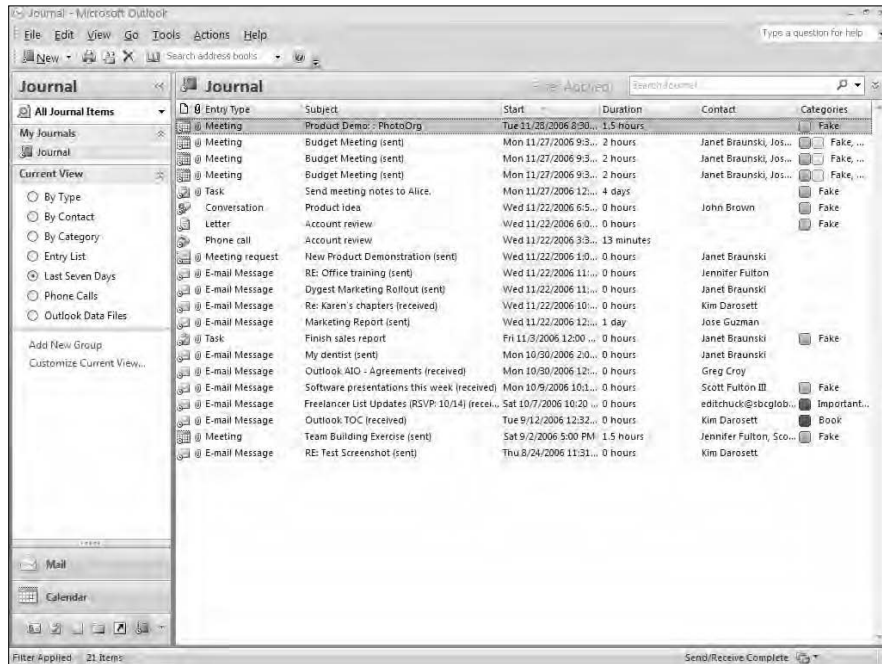 Journal - Microsoft Outlook
File Edit View Go Tools Actions Help
Type a question for help
New
Search address books
Journal
All Journal Items
My Journals
Journal
Current View
By Type
By Contact
By Category
Entry List
Last Seven Days
Phone Calls
Outlook Data Files
Add New Group
Customize Current View...
Mail
Calendar
Journal (Filter Applied) Search Journal
Entry Type Subject Start Duration Contact Categories
Meeting Product Demo: : PhotoOrg Tue 11/28/2006 8:30... 1.5 hours Fake
Meeting Budget Meeting (sent) Mon 11/27/2006 9:3... 2 hours Janet Braunski, Jos... Fake, ...
Meeting Budget Meeting (sent) Mon 11/27/2006 9:3... 2 hours Janet Braunski, Jos... Fake, ...
Meeting Budget Meeting (sent) Mon 11/27/2006 9:3... 2 hours Janet Braunski, Jos... Fake, ...
Task Send meeting notes to Alice. Mon 11/27/2006 12:... 4 days Fake
Conversation Product idea Wed 11/22/2006 6:5... 0 hours John Brown Fake
Letter Account review Wed 11/22/2006 6:0... 0 hours Fake
Phone call Account review Wed 11/22/2006 3:3... 13 minutes
Meeting request New Product Demonstration (sent) Wed 11/22/2006 1:0... 0 hours Janet Braunski
E-mail Message RE: Office training (sent) Wed 11/22/2006 11:... 0 hours Jennifer Fulton
E-mail Message Dygest Marketing Rollout (sent) Wed 11/22/2006 11:... 0 hours Janet Braunski
E-mail Message Re: Karen's chapters (received) Wed 11/22/2006 10:... 0 hours Kim Darosett
E-mail Message Marketing Report (sent) Wed 11/22/2006 12:... 1 day Jose Guzman
Task Finish sales report Fri 11/3/2006 12:00 ... 0 hours Janet Braunski Fake
E-mail Message My dentist (sent) Mon 10/30/2006 2:0... 0 hours Janet Braunski
E-mail Message Outlook AIO - Agreements (received) Mon 10/30/2006 12:... 0 hours Greg Croy
E-mail Message Software presentations this week (received) Mon 10/9/2006 10:1... 0 hours Scott Fulton III Fake
E-mail Message Freelancer List Updates (RSVP: 10/14) (recei... Sat 10/7/2006 10:20 ... 0 hours editchuck@sbcglob... Important...
E-mail Message Outlook TOC (received) Tue 9/12/2006 12:32... 0 hours Kim Darosett Book
Meeting Team Building Exercise (sent) Sat 9/2/2006 5:00 PM 1.5 hours Jennifer Fulton, Sco... Fake
E-mail Message RE: Test Screenshot (sent) Thu 8/24/2006 11:31... 0 hours Kim Darosett
Filter Applied 21 Items Send/Receive Complete